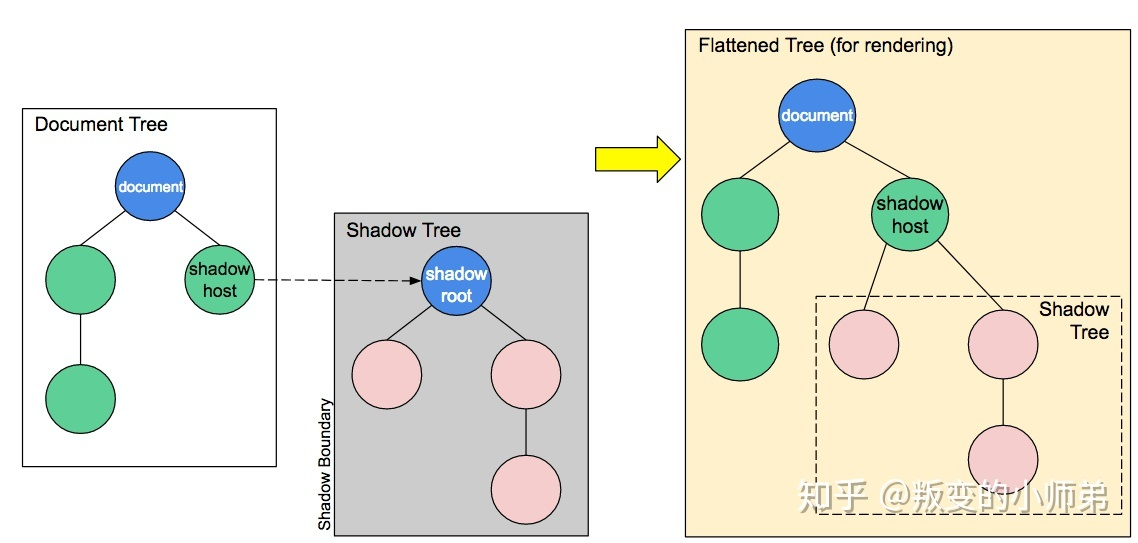 Document Tree
document
shadow
host
Shadow Tree
shadow
root
Shadow Boundary
Flattened Tree (for rendering)
document
shadow
host
Shadow
Tree
知乎 @叛变的小师弟